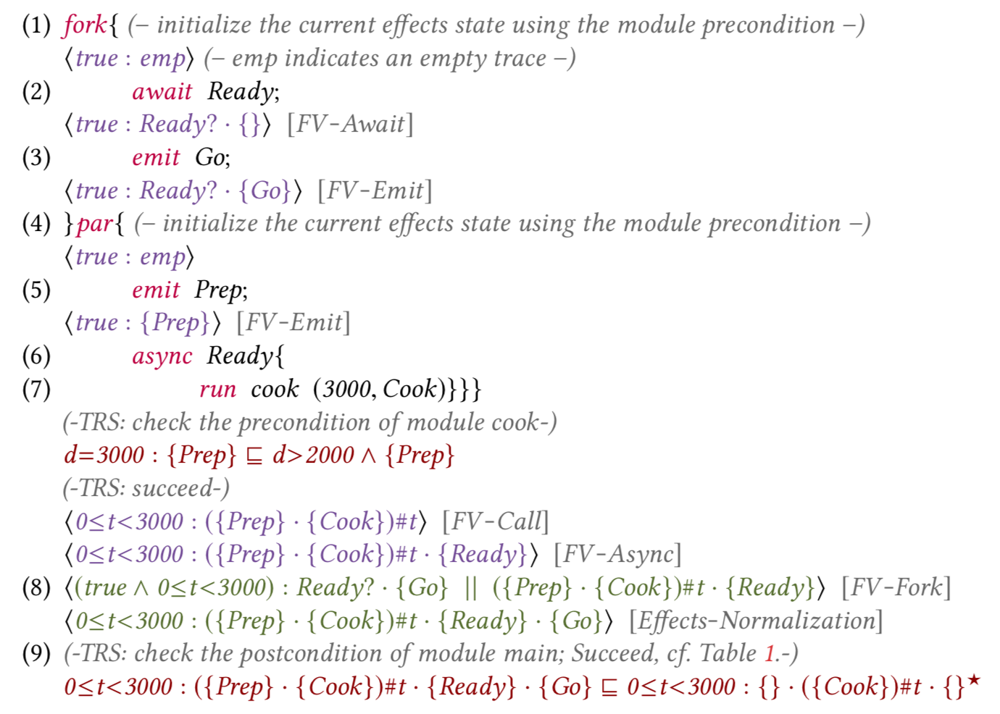 (1) fork{ (– initialize the current effects state using the module precondition –)
⟨true : emp⟩ (– emp indicates an empty trace –)
(2) await Ready;
⟨true : Ready? · {}⟩ [FV-Await]
(3) emit Go;
⟨true : Ready? · {Go}⟩ [FV-Emit]
(4) }par{ (– initialize the current effects state using the module precondition –)
⟨true : emp⟩
(5) emit Prep;
⟨true : {Prep}⟩ [FV-Emit]
(6) async Ready{
(7) run cook (3000, Cook)}}}
(-TRS: check the precondition of module cook-)
d=3000 : {Prep} ⊑ d>2000 ∧ {Prep}
(-TRS: succeed-)
⟨0≤t<3000 : ({Prep} · {Cook})#t⟩ [FV-Call]
⟨0≤t<3000 : ({Prep} · {Cook})#t · {Ready}⟩ [FV-Async]
(8) ⟨(true ∧ 0≤t<3000) : Ready? · {Go} || ({Prep} · {Cook})#t · {Ready}⟩ [FV-Fork]
⟨0≤t<3000 : ({Prep} · {Cook})#t · {Ready} · {Go}⟩ [Effects-Normalization]
(9) (-TRS: check the postcondition of module main; Succeed, cf. Table 1.-)
0≤t<3000 : ({Prep} · {Cook})#t · {Ready} · {Go} ⊑ 0≤t<3000 : {} · ({Cook})#t · {}★